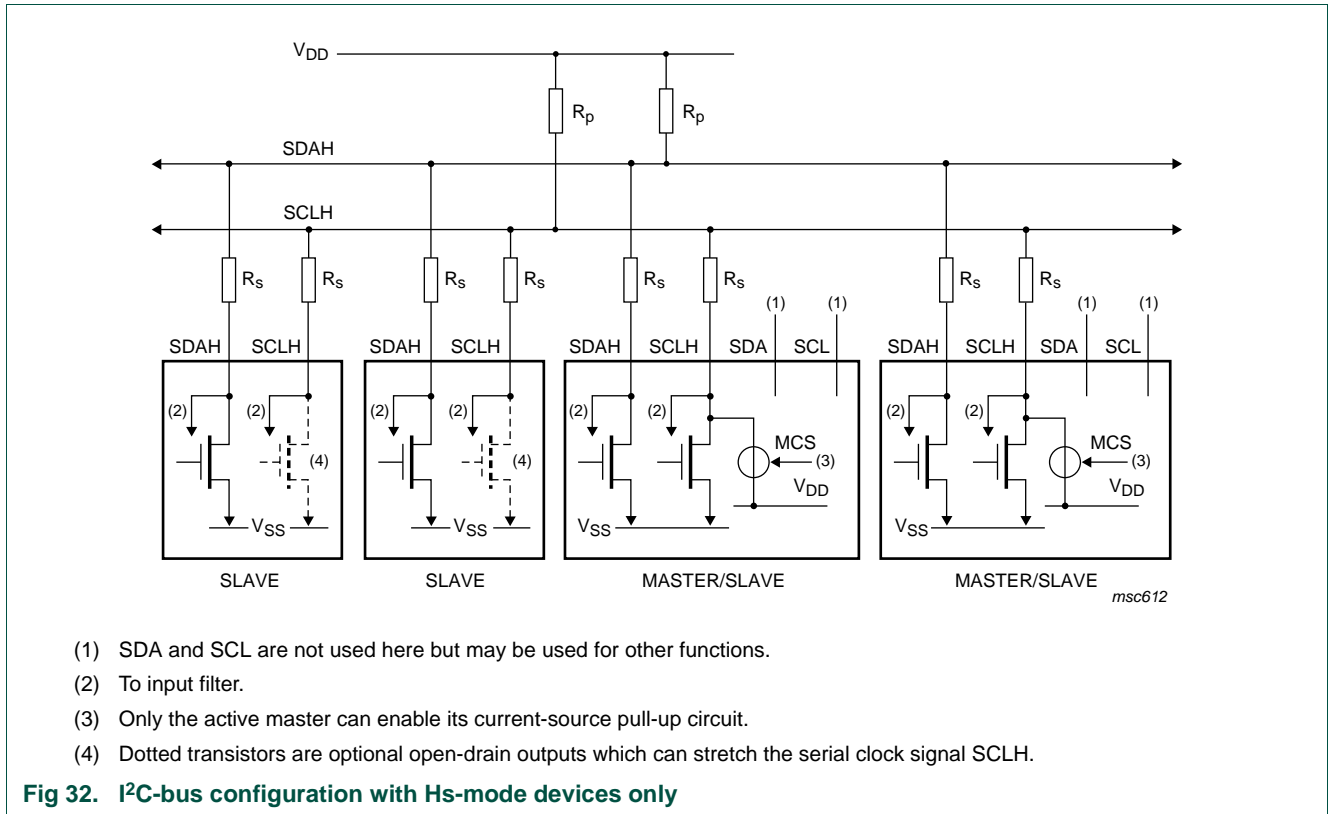 VDD
Rp Rp
SDAH
SCLH
Rs Rs Rs Rs Rs Rs Rs Rs
(1) (1) (1) (1)
SDAH SCLH SDAH SCLH SDAH SCLH SDA SCL SDAH SCLH SDA SCL
(2) (2) (2) (2) (2) (2) (2) (2)
MCS MCS
(4) (4) (3) (3)
VDD VDD
VSS VSS VSS VSS
SLAVE SLAVE MASTER/SLAVE MASTER/SLAVE
msc612
(1) SDA and SCL are not used here but may be used for other functions.
(2) To input filter.
(3) Only the active master can enable its current-source pull-up circuit.
(4) Dotted transistors are optional open-drain outputs which can stretch the serial clock signal SCLH.
Fig 32. I²C-bus configuration with Hs-mode devices only